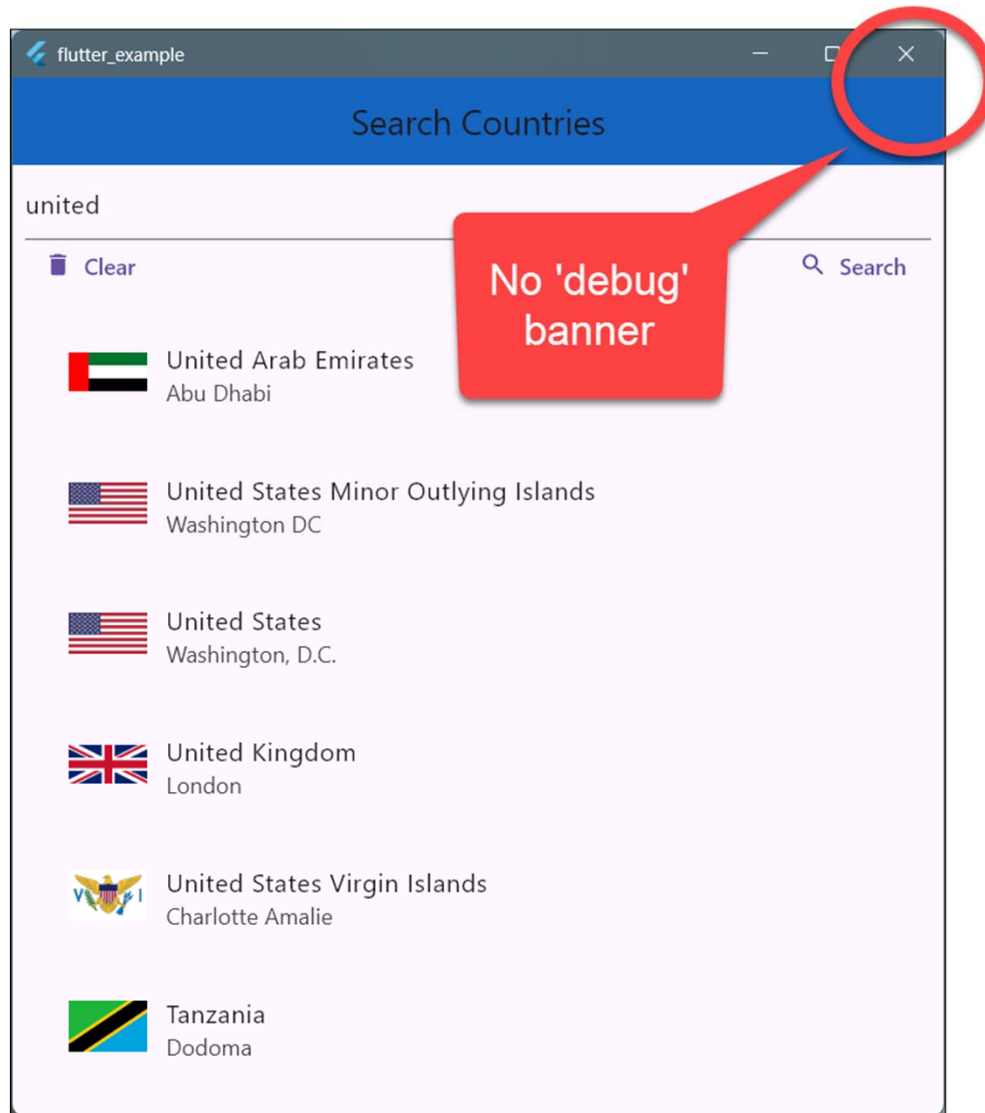 flutter_example
Search Countries
united
Clear
Search
No 'debug'
banner
United Arab Emirates
Abu Dhabi
United States Minor Outlying Islands
Washington DC
United States
Washington, D.C.
United Kingdom
London
V I
United States Virgin Islands
Charlotte Amalie
Tanzania
Dodoma